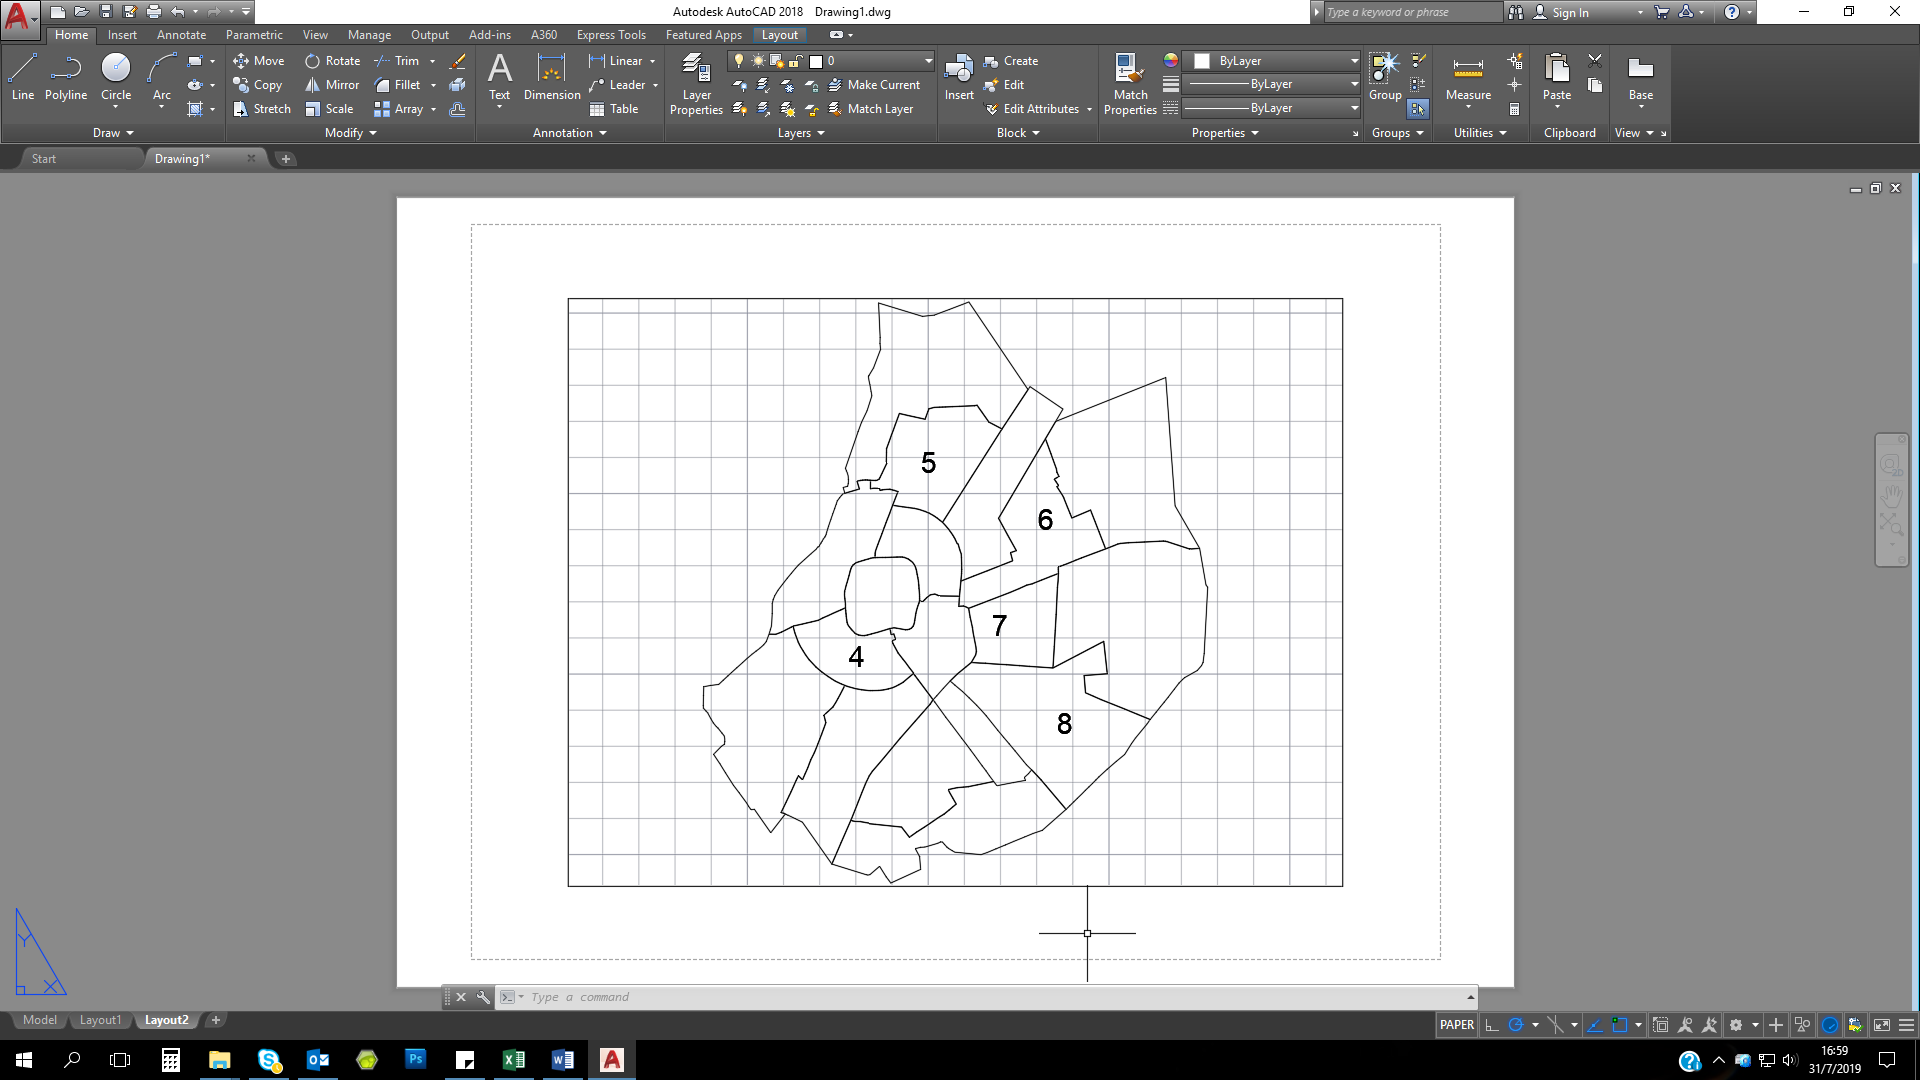 Autodesk AutoCAD 2018 Drawing1.dwg
Type a keyword or phrase
Sign In
Home Insert Annotate Parametric View Manage Output Add-ins A360 Express Tools Featured Apps Layout
Line
Polyline
Circle
Arc
Draw
Move
Rotate
Trim
Copy
Mirror
Fillet
Stretch
Scale
Array
Modify
Text
Dimension
Linear
Leader
Table
Annotation
Layer
Properties
0
Make Current
Match Layer
Layers
Insert
Create
Edit
Edit Attributes
Block
Match
Properties
ByLayer
ByLayer
ByLayer
Properties
Group
Groups
Measure
Utilities
Paste
Clipboard
Base
View
Start
Drawing1*
5
6
7
4
8
2D
Y
X
Type a command
Model Layout1 Layout2
PAPER
Ps
16:59
31/7/2019